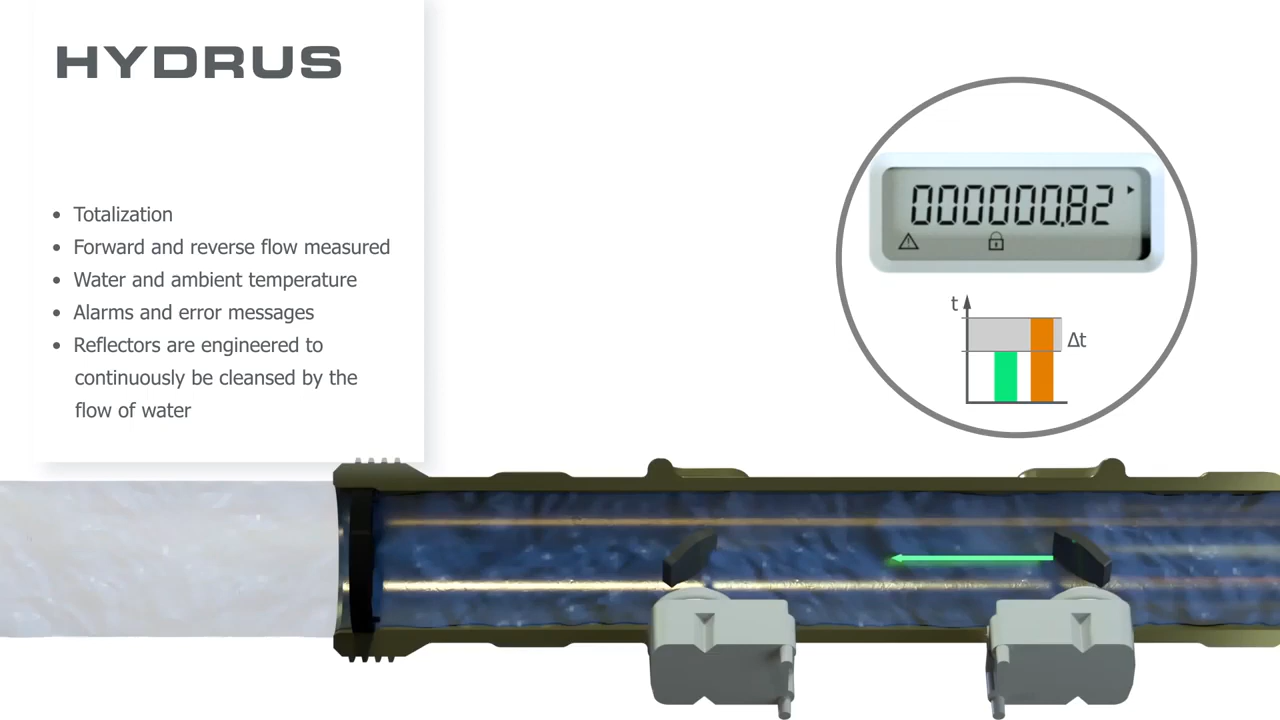 HYDRUS
• Totalization
• Forward and reverse flow measured
• Water and ambient temperature
• Alarms and error messages
• Reflectors are engineered to
continuously be cleansed by the
flow of water
000000.82
t
Δt